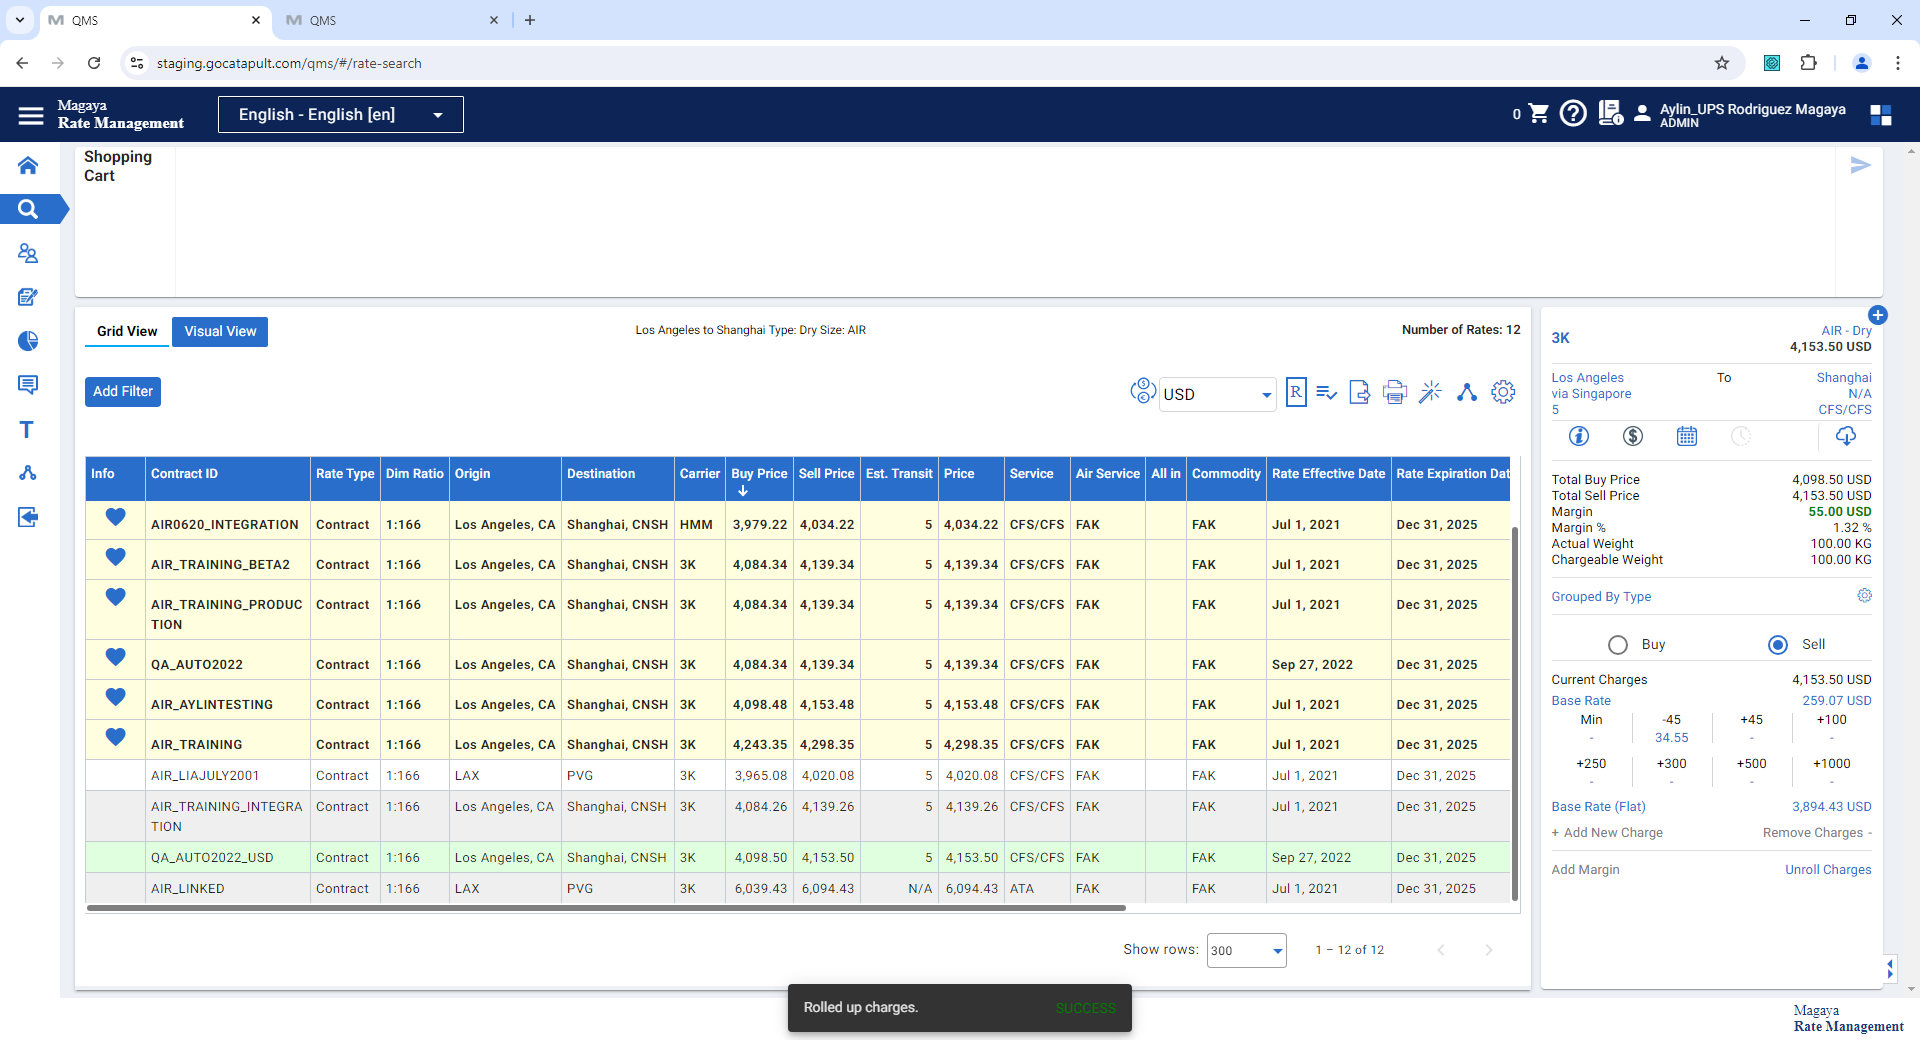 QMS
QMS
staging.gocatapult.com/qms/#/rate-search
Magaya
Rate Management
English - English [en]
0
Aylin_UPS Rodriguez Magaya
ADMIN
Shopping
Cart
Grid View
Visual View
Los Angeles to Shanghai Type: Dry Size: AIR
Number of Rates: 12
Add Filter
USD
R
Info Contract ID Rate Type Dim Ratio Origin Destination Carrier Buy Price Sell Price Est. Transit Price Service Air Service All in Commodity Rate Effective Date Rate Expiration Dat
AIR0620_INTEGRATION Contract 1:166 Los Angeles, CA Shanghai, CNSH HMM 3,979.22 4,034.22 5 4,034.22 CFS/CFS FAK FAK Jul 1, 2021 Dec 31, 2025
AIR_TRAINING_BETA2 Contract 1:166 Los Angeles, CA Shanghai, CNSH 3K 4,084.34 4,139.34 5 4,139.34 CFS/CFS FAK FAK Jul 1, 2021 Dec 31, 2025
AIR_TRAINING_PRODUC Contract 1:166 Los Angeles, CA Shanghai, CNSH 3K 4,084.34 4,139.34 5 4,139.34 CFS/CFS FAK FAK Jul 1, 2021 Dec 31, 2025
TION
QA_AUTO2022 Contract 1:166 Los Angeles, CA Shanghai, CNSH 3K 4,084.34 4,139.34 5 4,139.34 CFS/CFS FAK FAK Sep 27, 2022 Dec 31, 2025
AIR_AYLINTESTING Contract 1:166 Los Angeles, CA Shanghai, CNSH 3K 4,098.48 4,153.48 5 4,153.48 CFS/CFS FAK FAK Jul 1, 2021 Dec 31, 2025
AIR_TRAINING Contract 1:166 Los Angeles, CA Shanghai, CNSH 3K 4,243.35 4,298.35 5 4,298.35 CFS/CFS FAK FAK Jul 1, 2021 Dec 31, 2025
AIR_LIAJULY2001 Contract 1:166 LAX PVG 3K 3,965.08 4,020.08 5 4,020.08 CFS/CFS FAK FAK Jul 1, 2021 Dec 31, 2025
AIR_TRAINING_INTEGRA Contract 1:166 Los Angeles, CA Shanghai, CNSH 3K 4,084.26 4,139.26 5 4,139.26 CFS/CFS FAK FAK Jul 1, 2021 Dec 31, 2025
TION
QA_AUTO2022_USD Contract 1:166 Los Angeles, CA Shanghai, CNSH 3K 4,098.50 4,153.50 5 4,153.50 CFS/CFS FAK FAK Sep 27, 2022 Dec 31, 2025
AIR_LINKED Contract 1:166 LAX PVG 3K 6,039.43 6,094.43 N/A 6,094.43 ATA FAK FAK Jul 1, 2021 Dec 31, 2025
Show rows: 300 1 – 12 of 12
3K
AIR - Dry
4,153.50 USD
Los Angeles To Shanghai
via Singapore N/A
5 CFS/CFS
Total Buy Price 4,098.50 USD
Total Sell Price 4,153.50 USD
Margin 55.00 USD
Margin % 1.32 %
Actual Weight 100.00 KG
Chargeable Weight 100.00 KG
Grouped By Type
Buy Sell
Current Charges 4,153.50 USD
Base Rate 259.07 USD
Min -45 +45 +100
- 34.55 - -
+250 +300 +500 +1000
- - - -
Base Rate (Flat) 3,894.43 USD
+ Add New Charge Remove Charges -
Add Margin Unroll Charges
Rolled up charges. SUCCESS
Magaya
Rate Management